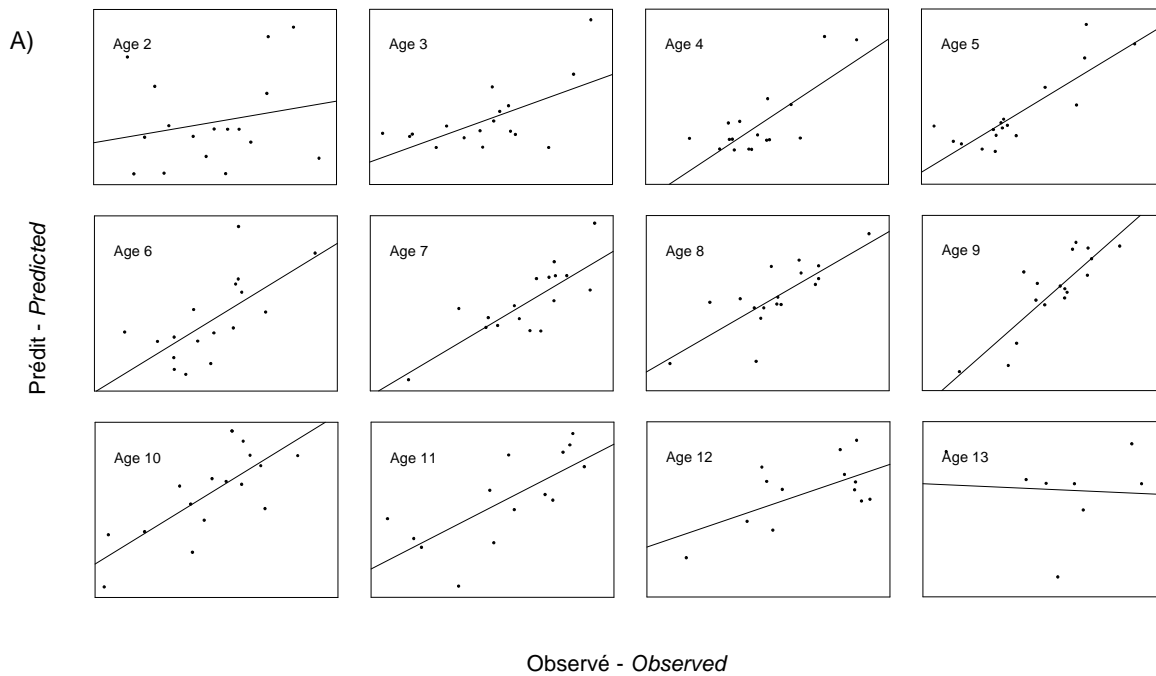 A)
Age 2
Age 3
Age 4
Age 5
Prédit - Predicted
Age 6
Age 7
Age 8
Age 9
Age 10
Age 11
Age 12
Age 13
Observé - Observed